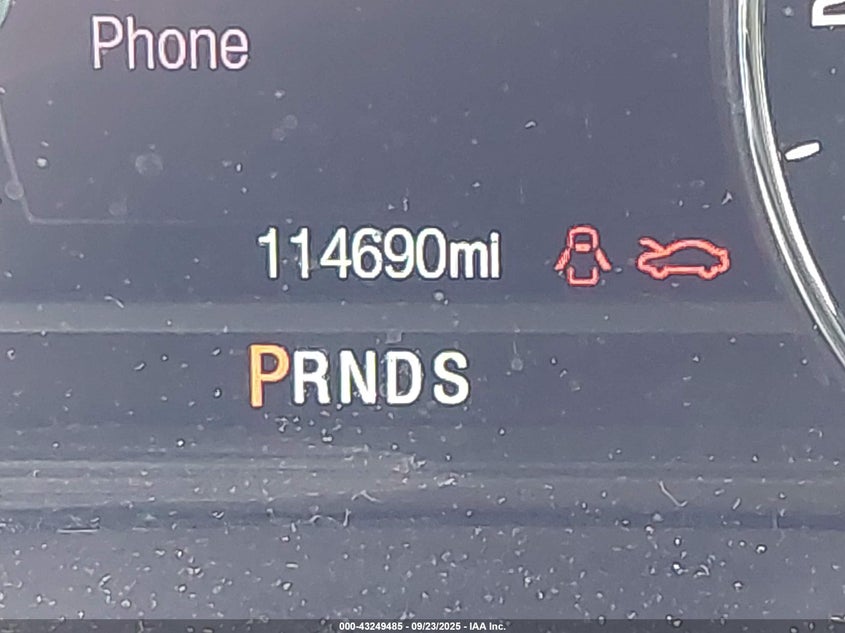 Phone
114690mi
PRNDS
000-43249485 - 09/23/2025 - IAA Inc.